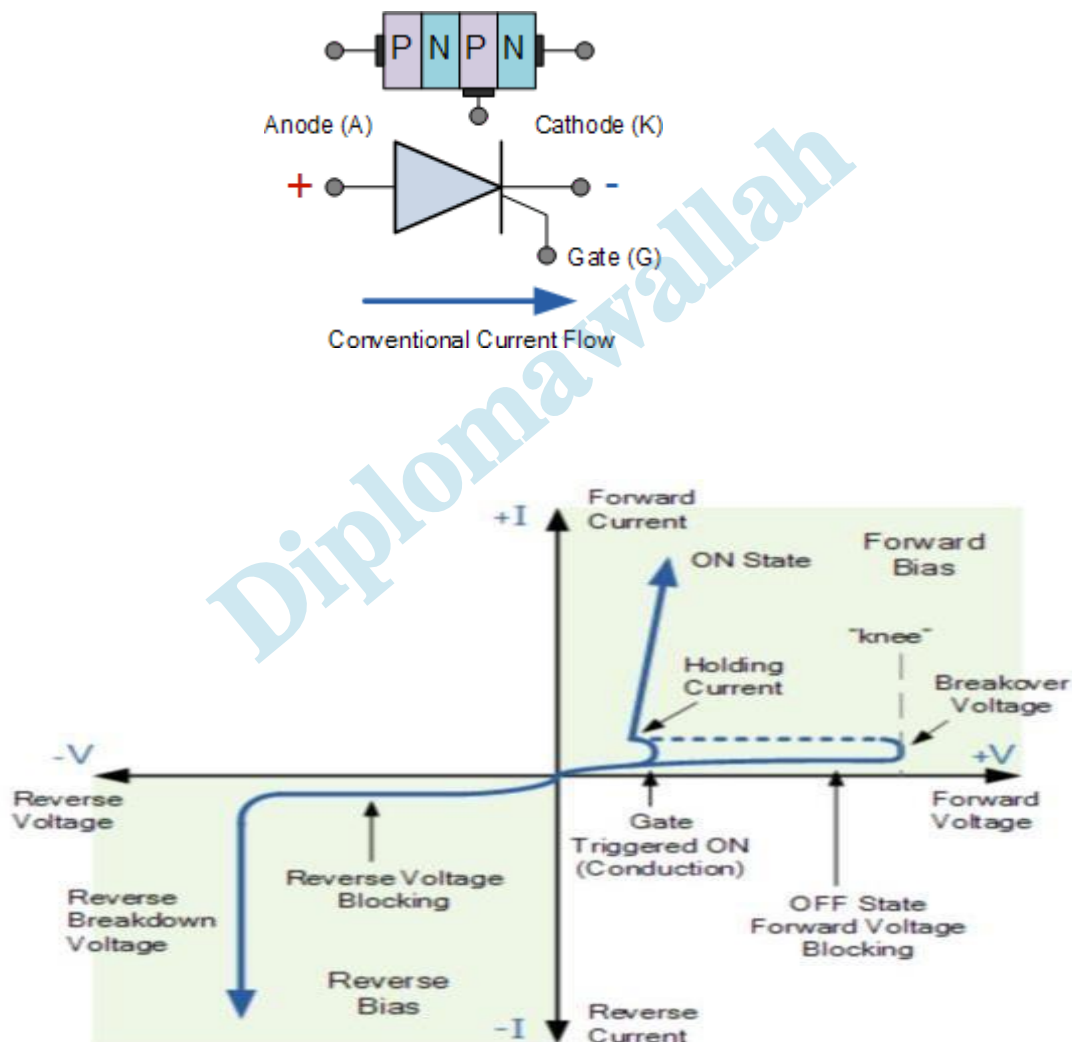 P N P N
Anode (A) Cathode (K)
+ -
Gate (G)
Conventional Current Flow
Diplomawallah
+I Forward
Current
Forward
Bias
ON State
"knee"
Holding
Current
Breakover
Voltage
-V +V
Reverse
Voltage
Gate
Triggered ON
(Conduction)
Forward
Voltage
Reverse Voltage
Blocking
Reverse
Breakdown
Voltage
OFF State
Forward Voltage
Blocking
Reverse
Bias
-I Reverse
Current